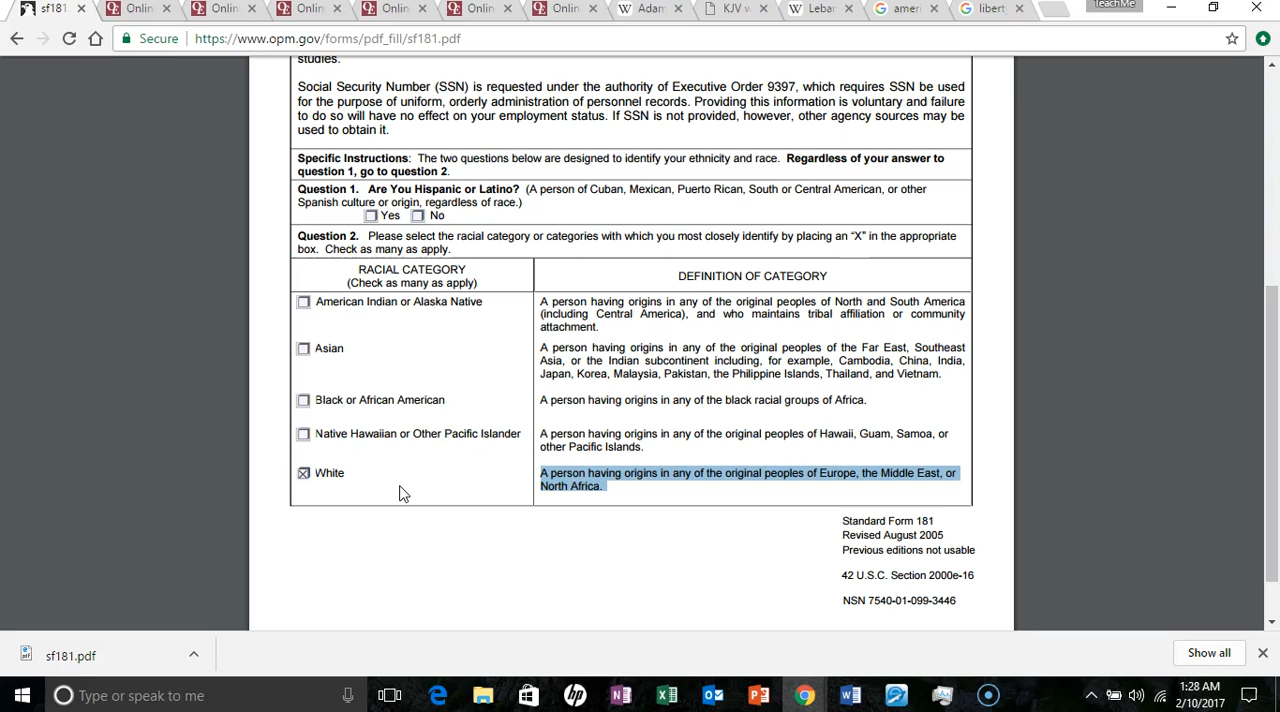 sf181 Onlin Onlin Onlin Onlin Onlin Onlin Adam KJV w Lebar ameri libert TeachMe
Secure https://www.opm.gov/forms/pdf_fill/sf181.pdf
studies.
Social Security Number (SSN) is requested under the authority of Executive Order 9397, which requires SSN be used
for the purpose of uniform, orderly administration of personnel records. Providing this information is voluntary and failure
to do so will have no effect on your employment status. If SSN is not provided, however, other agency sources may be
used to obtain it.
Specific Instructions: The two questions below are designed to identify your ethnicity and race. Regardless of your answer to
question 1, go to question 2.
Question 1. Are You Hispanic or Latino? (A person of Cuban, Mexican, Puerto Rican, South or Central American, or other
Spanish culture or origin, regardless of race.)
Yes No
Question 2. Please select the racial category or categories with which you most closely identify by placing an “X” in the appropriate
box. Check as many as apply.
RACIAL CATEGORY
(Check as many as apply)
DEFINITION OF CATEGORY
American Indian or Alaska Native
A person having origins in any of the original peoples of North and South America
(including Central America), and who maintains tribal affiliation or community
attachment.
Asian
A person having origins in any of the original peoples of the Far East, Southeast
Asia, or the Indian subcontinent including, for example, Cambodia, China, India,
Japan, Korea, Malaysia, Pakistan, the Philippine Islands, Thailand, and Vietnam.
Black or African American
A person having origins in any of the black racial groups of Africa.
Native Hawaiian or Other Pacific Islander
A person having origins in any of the original peoples of Hawaii, Guam, Samoa, or
other Pacific Islands.
White
A person having origins in any of the original peoples of Europe, the Middle East, or
North Africa.
Standard Form 181
Revised August 2005
Previous editions not usable
42 U.S.C. Section 2000e-16
NSN 7540-01-099-3446
sf181.pdf
Show all
Type or speak to me
1:28 AM
2/10/2017